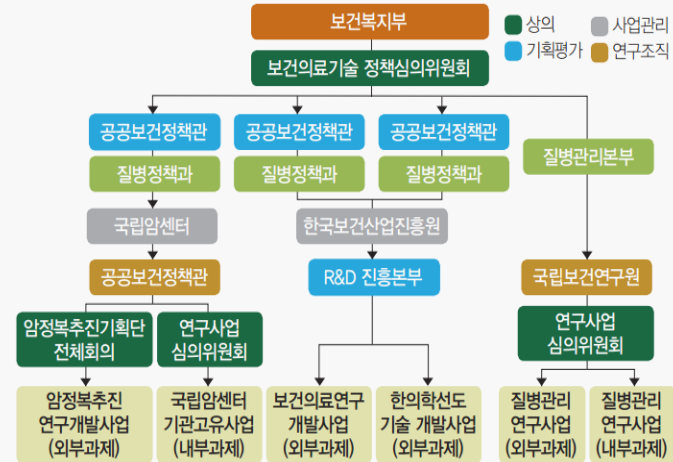 보건복지부
상의
사업관리
기획평가
연구조직
보건의료기술 정책심의위원회
공공보건정책관
공공보건정책관
공공보건정책관
질병정책과
질병정책과
질병정책과
질병관리본부
국립암센터
한국보건산업진흥원
공공보건정책관
R&D 진흥본부
국립보건연구원
암정복추진기획단
전체회의
연구사업
심의위원회
연구사업
심의위원회
암정복추진
연구개발사업
(외부과제)
국립암센터
기관고유사업
(내부과제)
보건의료연구
개발사업
(외부과제)
한의학선도
기술 개발사업
(외부과제)
질병관리
연구사업
(외부과제)
질병관리
연구사업
(내부과제)